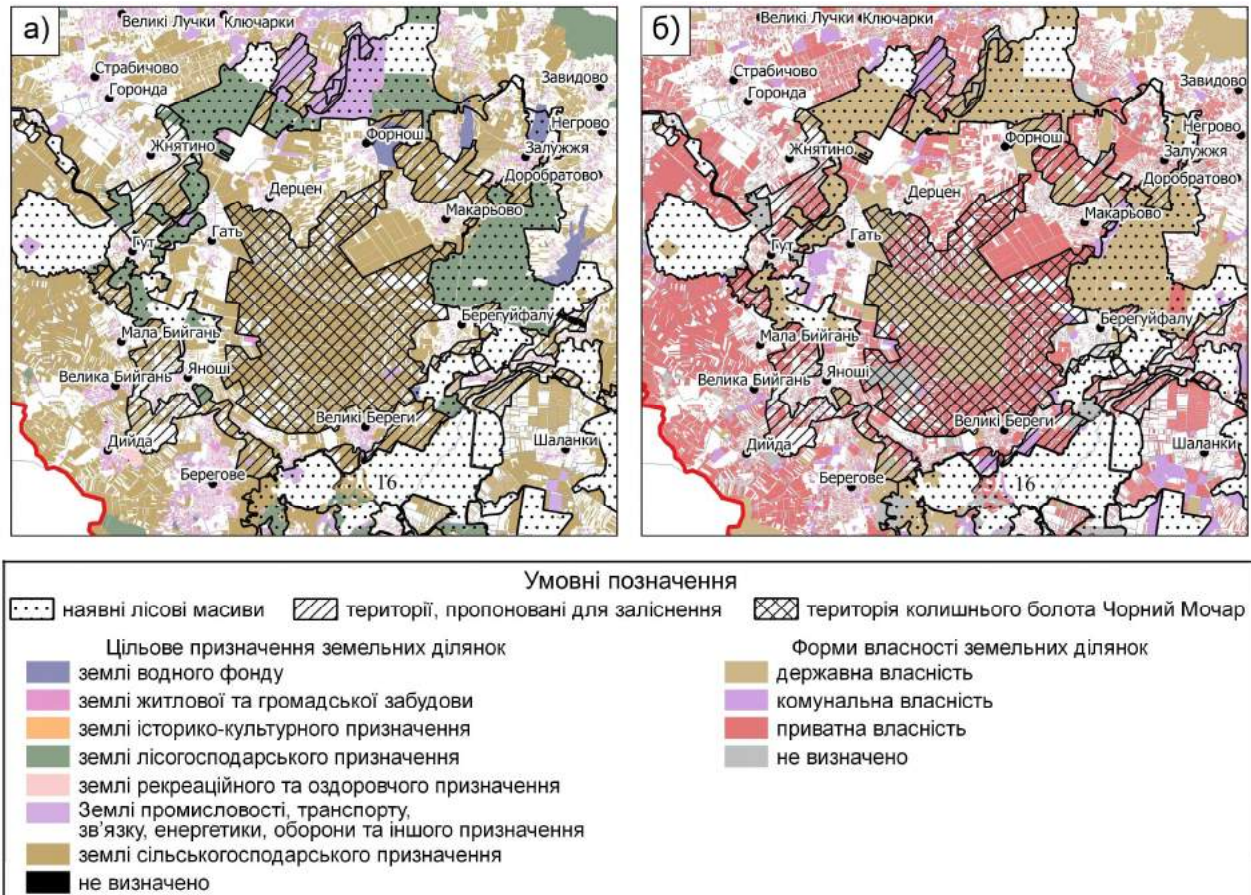 а)
Великі Лучки
Ключарки
Страбичово
Горонда
Завидово
Негрово
Жнятино
Форнош
Залужжя
Доробратово
Дерцен
Макарьово
Гут
Гать
Мала Бийгань
Берегуйфалу
Яноші
Велика Бийгань
Великі Береги
Дийда
Шаланки
Берегове
16
б)
Великі Лучки
Ключарки
Страбичово
Горонда
Завидово
Негрово
Жнятино
Форнош
Залужжя
Доробратово
Дерцен
Макарьово
Гут
Гать
Мала Бийгань
Берегуйфалу
Яноші
Велика Бийгань
Великі Береги
Дийда
Шаланки
Берегове
16
Умовні позначення
наявні лісові масиви
території, пропоновані для заліснення
територія колишнього болота Чорний Мочар
Цільове призначення земельних ділянок
землі водного фонду
землі житлової та громадської забудови
землі історико-культурного призначення
землі лісогосподарського призначення
землі рекреаційного та оздоровчого призначення
Землі промисловості, транспорту,
зв'язку, енергетики, оборони та іншого призначення
землі сільськогосподарського призначення
не визначено
Форми власності земельних ділянок
державна власність
комунальна власність
приватна власність
не визначено